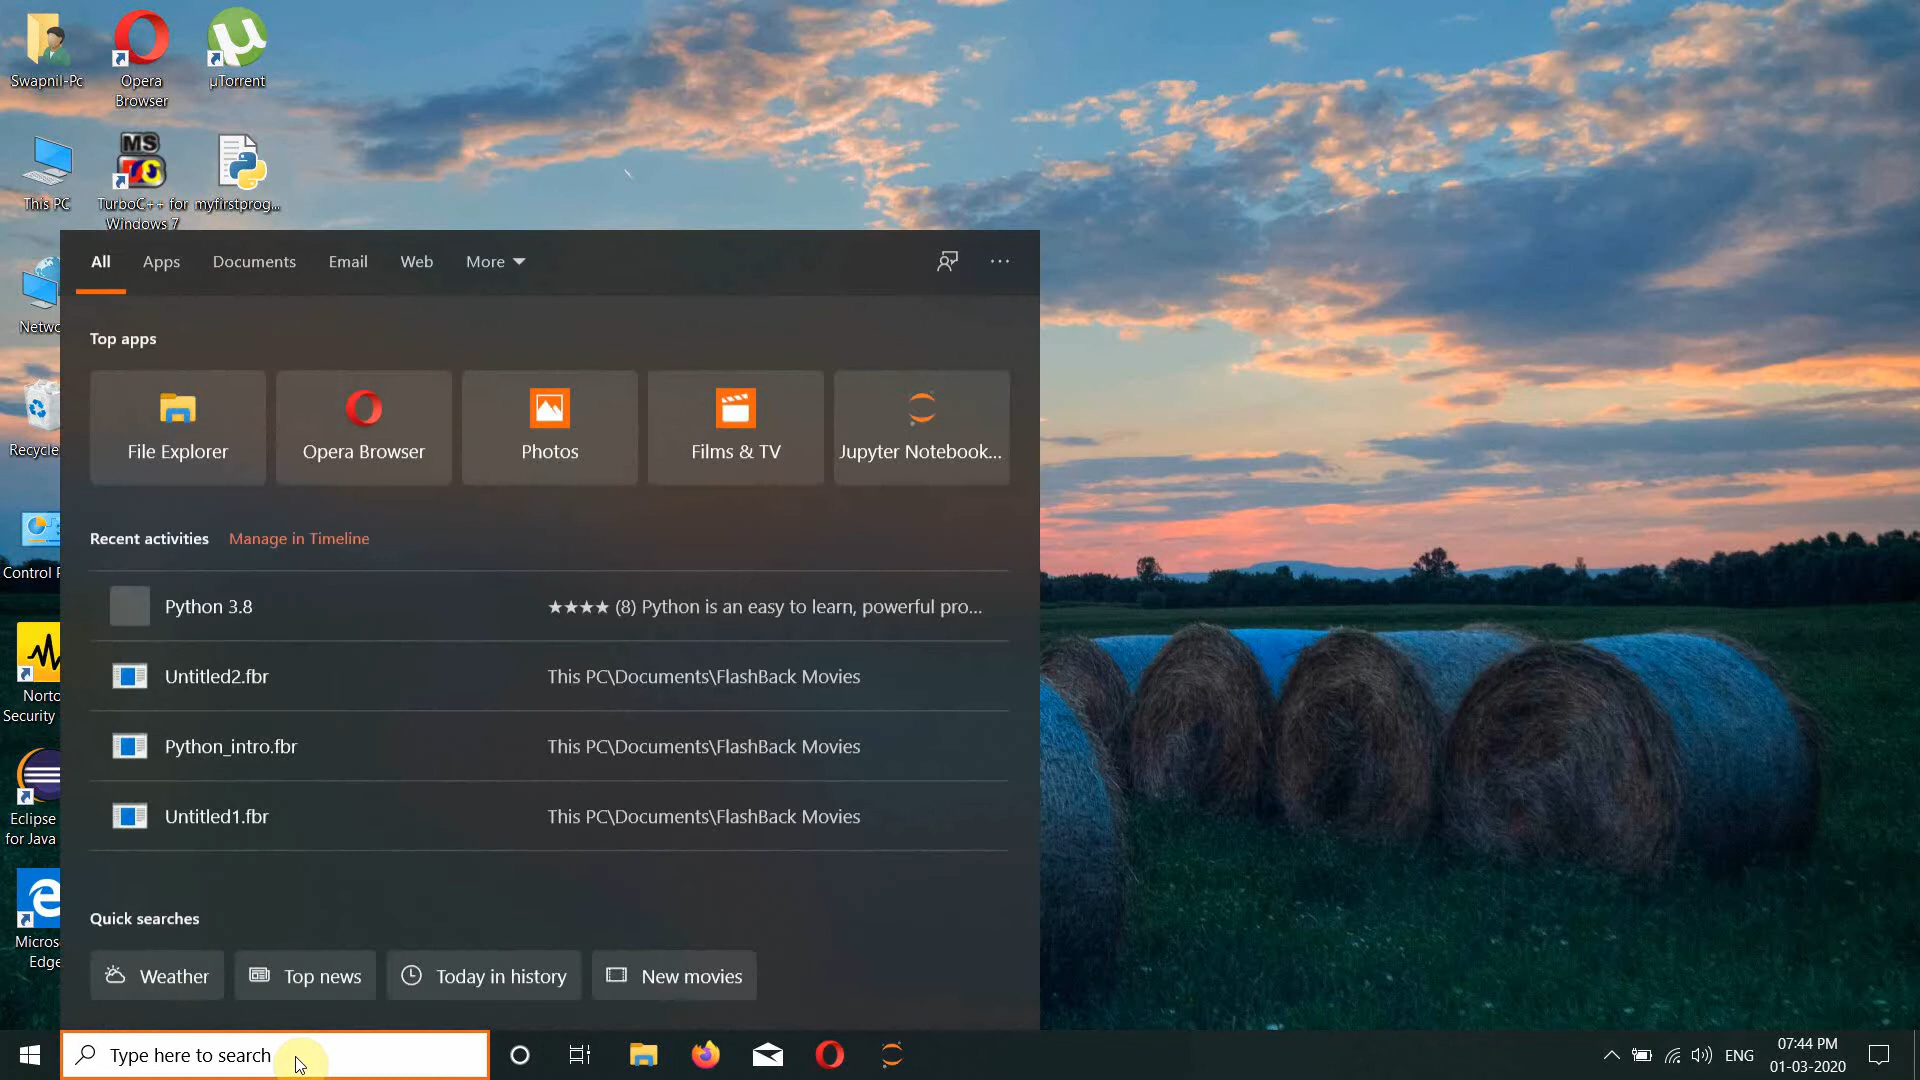 Swapnil-Pc
Opera
Browser
µTorrent
This PC
MS
TurboC++ for
Windows 7
myfirstprog...
Netwo
Recycle
Control P
Norto
Security
Eclipse
for Java
Micros
Edge
All Apps Documents Email Web More
Top apps
File Explorer
Opera Browser
Photos
Films & TV
Jupyter Notebook...
Recent activities Manage in Timeline
Python 3.8 ★★★★ (8) Python is an easy to learn, powerful pro...
Untitled2.fbr This PC\Documents\FlashBack Movies
Python_intro.fbr This PC\Documents\FlashBack Movies
Untitled1.fbr This PC\Documents\FlashBack Movies
Quick searches
Weather Top news Today in history New movies
Type here to search
ENG
07:44 PM
01-03-2020